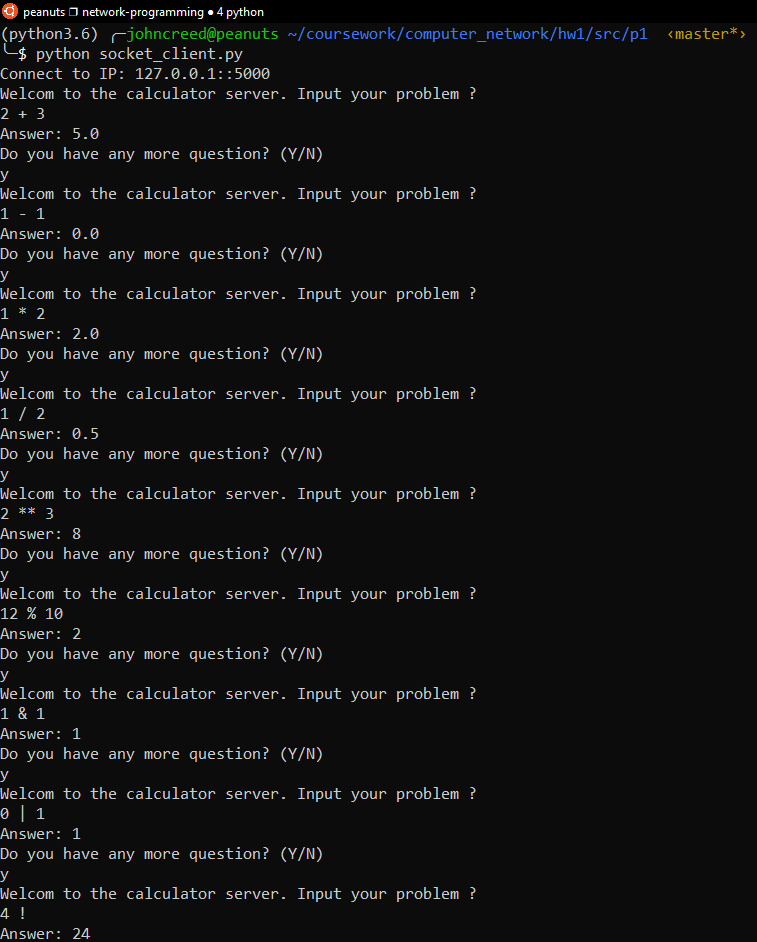 peanuts ❐ network-programming ● 4 python
(python3.6) ╭─johncreed@peanuts ~/coursework/computer_network/hw1/src/p1 ‹master*›
╰─$ python socket_client.py
Connect to IP: 127.0.0.1::5000
Welcom to the calculator server. Input your problem ?
2 + 3
Answer: 5.0
Do you have any more question? (Y/N)
y
Welcom to the calculator server. Input your problem ?
1 - 1
Answer: 0.0
Do you have any more question? (Y/N)
y
Welcom to the calculator server. Input your problem ?
1 * 2
Answer: 2.0
Do you have any more question? (Y/N)
y
Welcom to the calculator server. Input your problem ?
1 / 2
Answer: 0.5
Do you have any more question? (Y/N)
y
Welcom to the calculator server. Input your problem ?
2 ** 3
Answer: 8
Do you have any more question? (Y/N)
y
Welcom to the calculator server. Input your problem ?
12 % 10
Answer: 2
Do you have any more question? (Y/N)
y
Welcom to the calculator server. Input your problem ?
1 & 1
Answer: 1
Do you have any more question? (Y/N)
y
Welcom to the calculator server. Input your problem ?
0 | 1
Answer: 1
Do you have any more question? (Y/N)
y
Welcom to the calculator server. Input your problem ?
4 !
Answer: 24